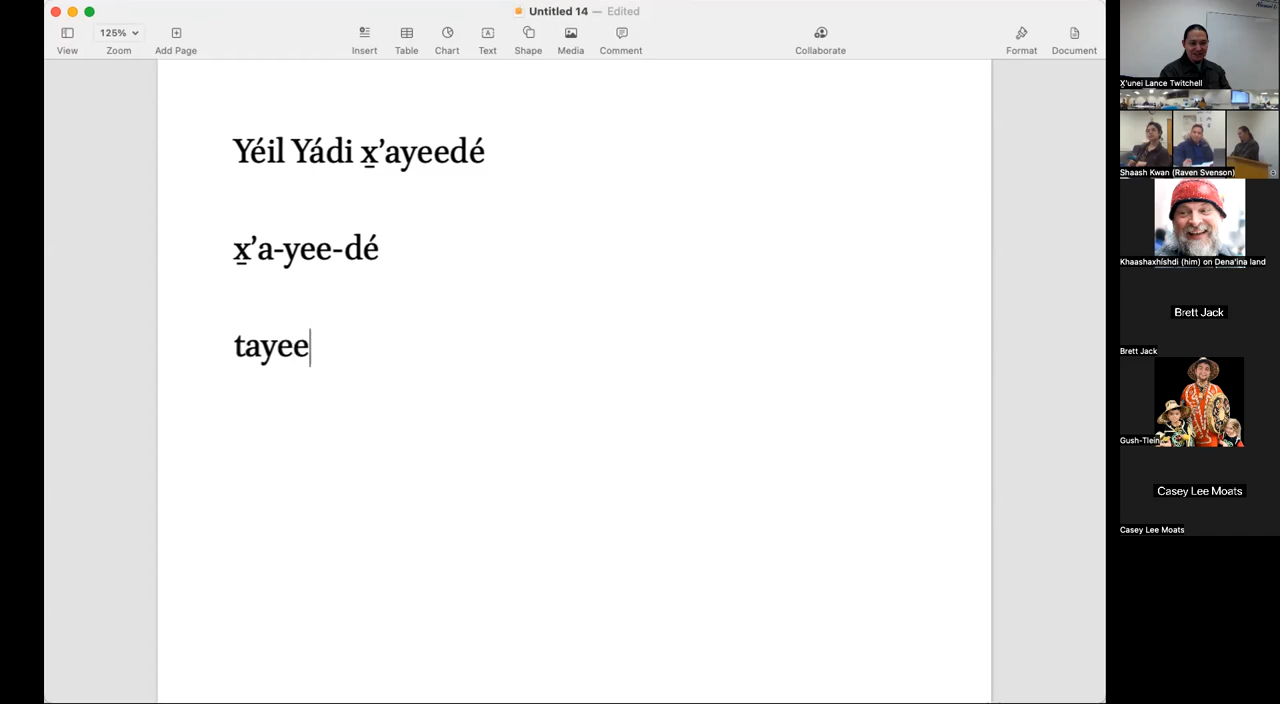 Untitled 14 — Edited
125%
View
Zoom
Add Page
Insert
Table
Chart
Text
Shape
Media
Comment
Collaborate
Format
Document
Yéil Yádi x̱’ayeedé
x̱’a-yee-dé
tayee
X̱'unei Lance Twitchell
Shaash Kwan (Raven Svenson)
Khaashaxhíshdi (him) on Dena'ina land
Brett Jack
Brett Jack
Gush-Tlein
Casey Lee Moats
Casey Lee Moats